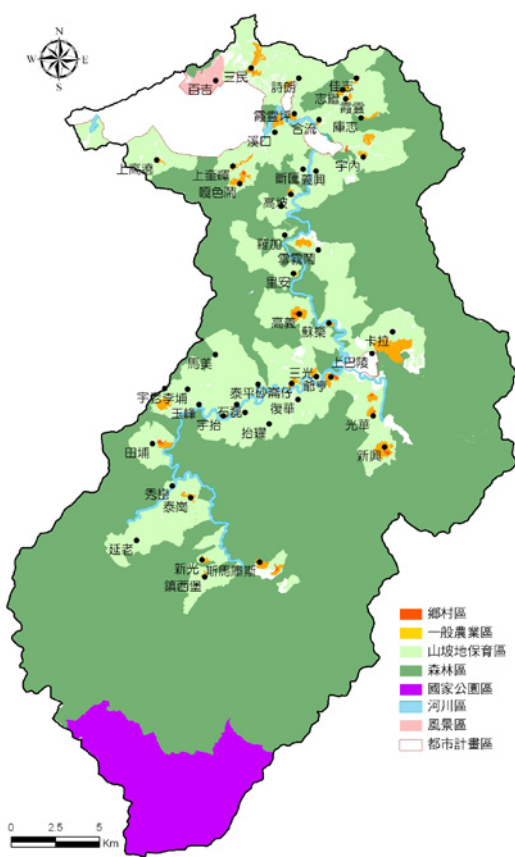 N
W E
S
三民
百吉
詩朗
佳志
志繼
霞雲
霞雲坪
合流
庫志
溪口
宇內
上高遶
上奎輝
嘎色鬧
斷匯
義興
高坡
羅加
雲霧鬧
里安
高義
蘇樂
卡拉
上巴陵
馬美
三光
爺亨
宇老
李埔
泰平
砂崙仔
玉峰
石磊
復華
宇抬
抬耀
光華
田埔
新興
秀巒
泰崗
延老
新光
斯馬庫斯
鎮西堡
鄉村區
一般農業區
山坡地保育區
森林區
國家公園區
河川區
風景區
都市計畫區
0 2.5 5
Km